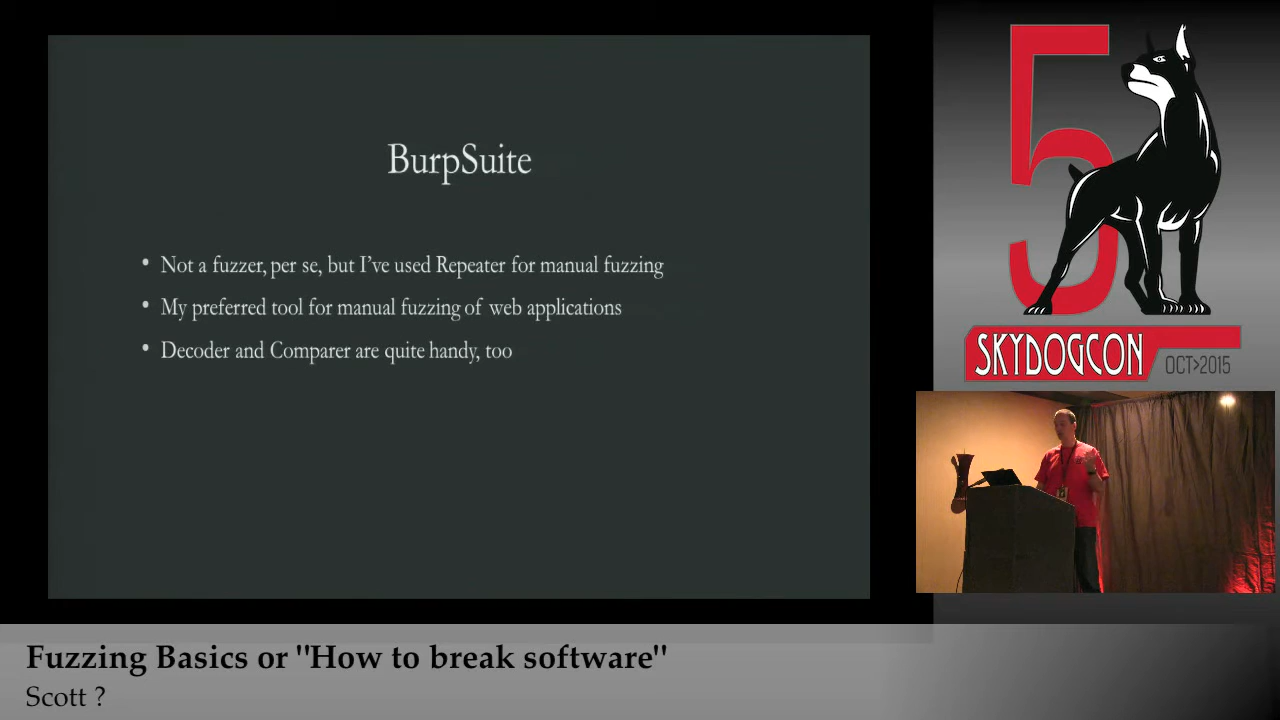 BurpSuite
• Not a fuzzer, per se, but I've used Repeater for manual fuzzing
• My preferred tool for manual fuzzing of web applications
• Decoder and Comparer are quite handy, too
5
SKYDOGCON
OCT>2015
Fuzzing Basics or "How to break software"
Scott ?